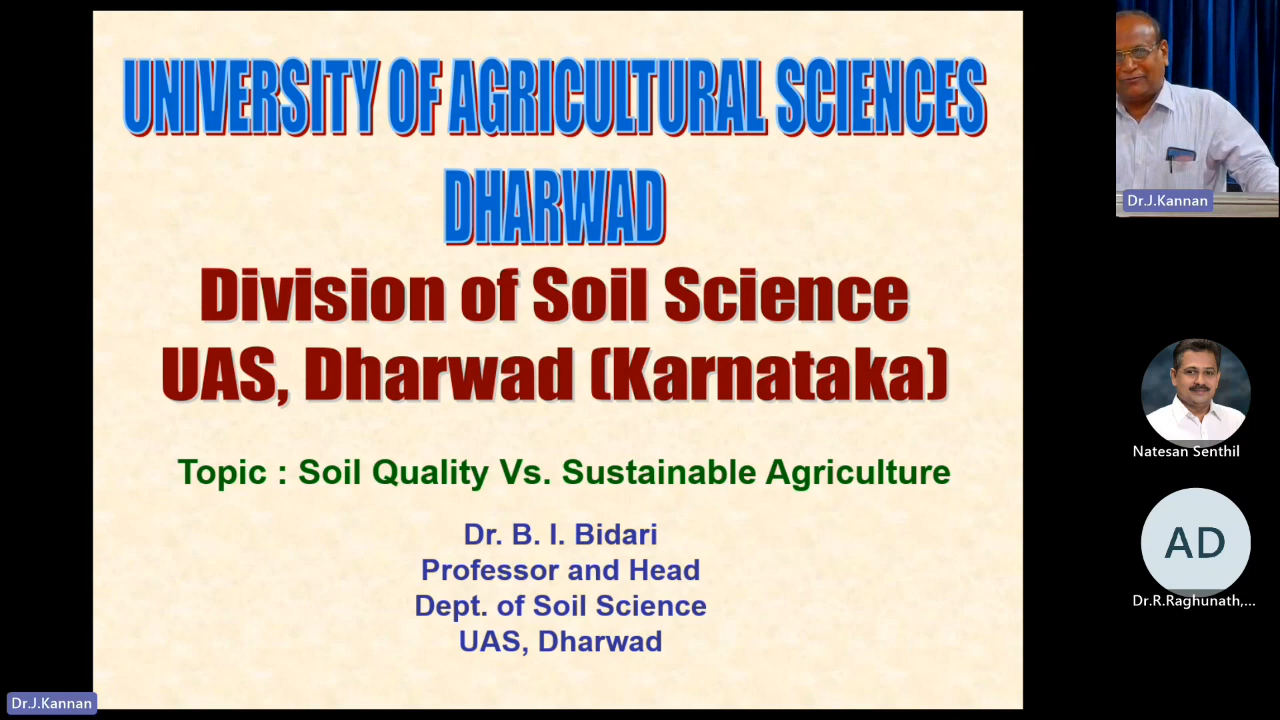 UNIVERSITY OF AGRICULTURAL SCIENCES
DHARWAD
Division of Soil Science
UAS, Dharwad (Karnataka)
Topic : Soil Quality Vs. Sustainable Agriculture
Dr. B. I. Bidari
Professor and Head
Dept. of Soil Science
UAS, Dharwad
Dr.J.Kannan
Dr.J.Kannan
Natesan Senthil
AD
Dr.R.Raghunath,...